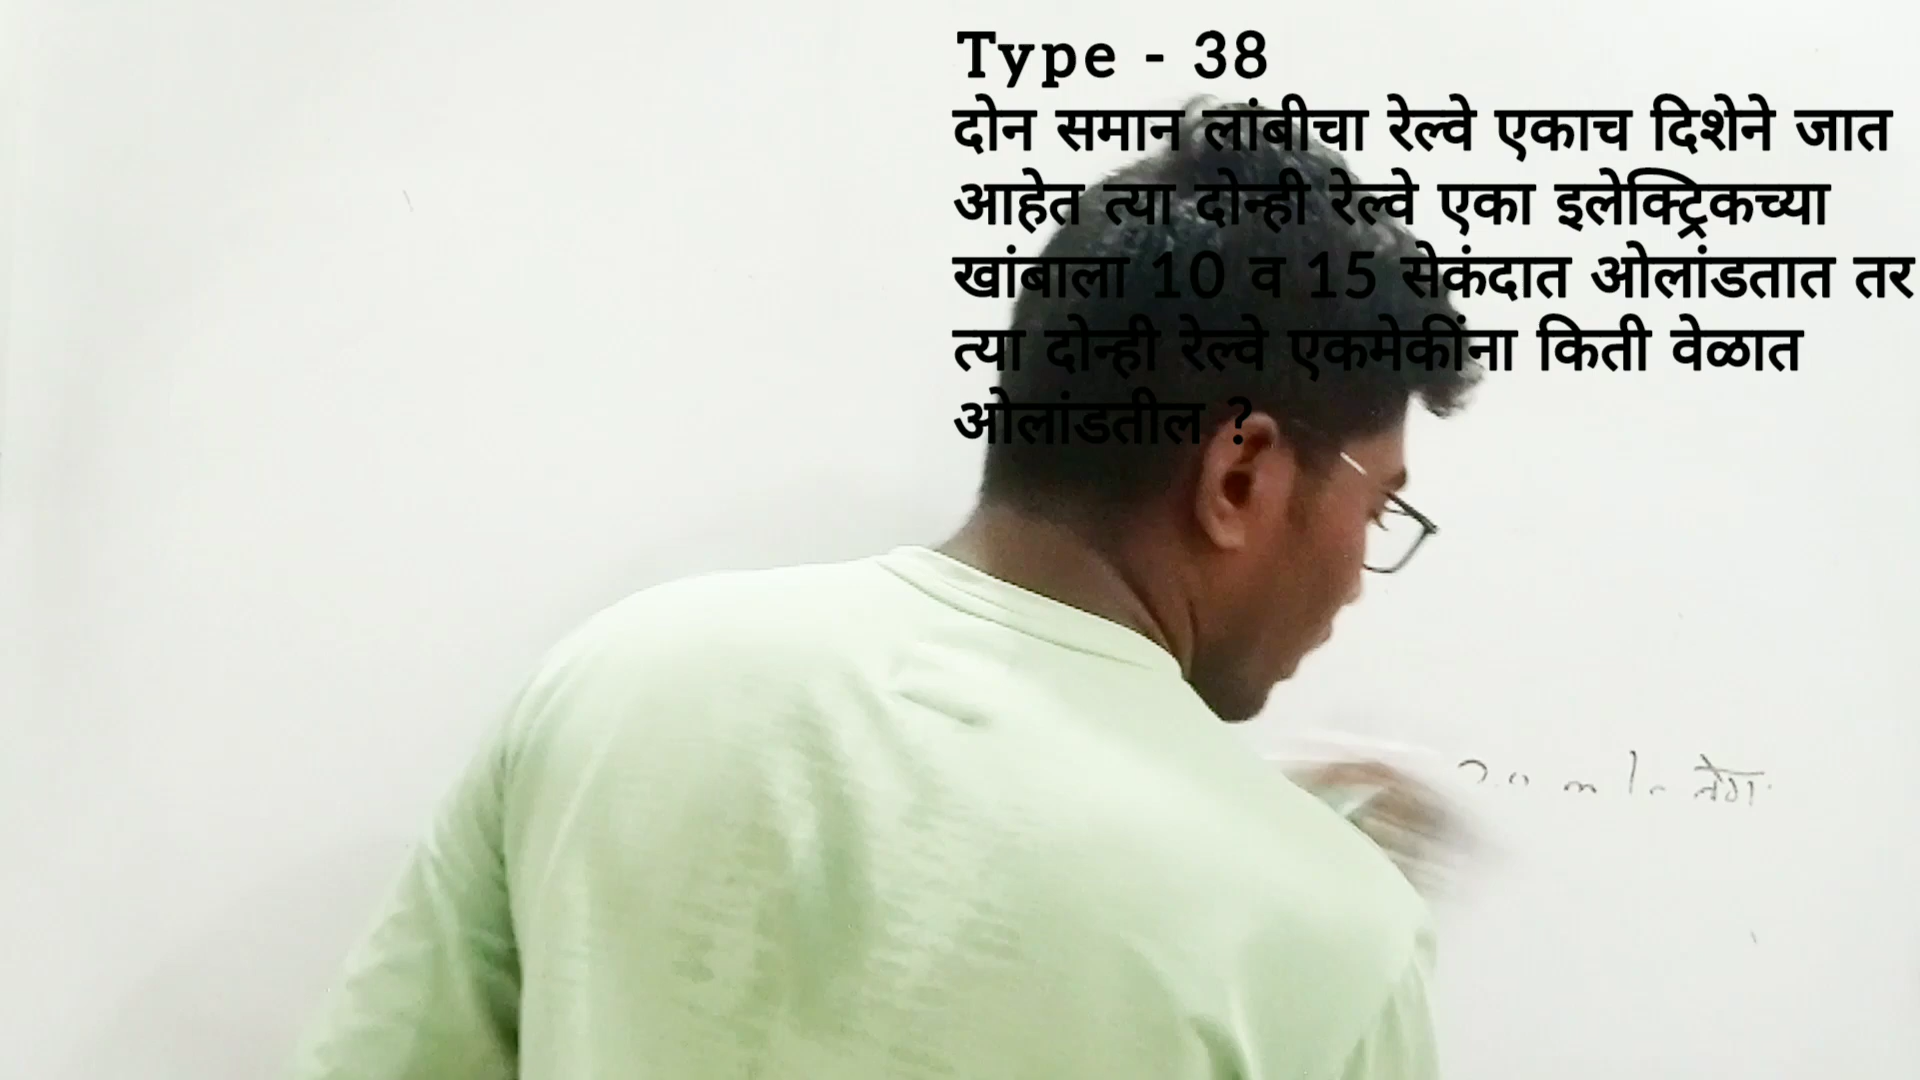 Type - 38
दोन समान लांबीचा रेल्वे एकाच दिशेने जात
आहेत त्या दोन्ही रेल्वे एका इलेक्ट्रिकच्या
खांबाला 10 व 15 सेकंदात ओलांडतात तर
त्या दोन्ही रेल्वे एकमेकींना किती वेळात
ओलांडतील ?